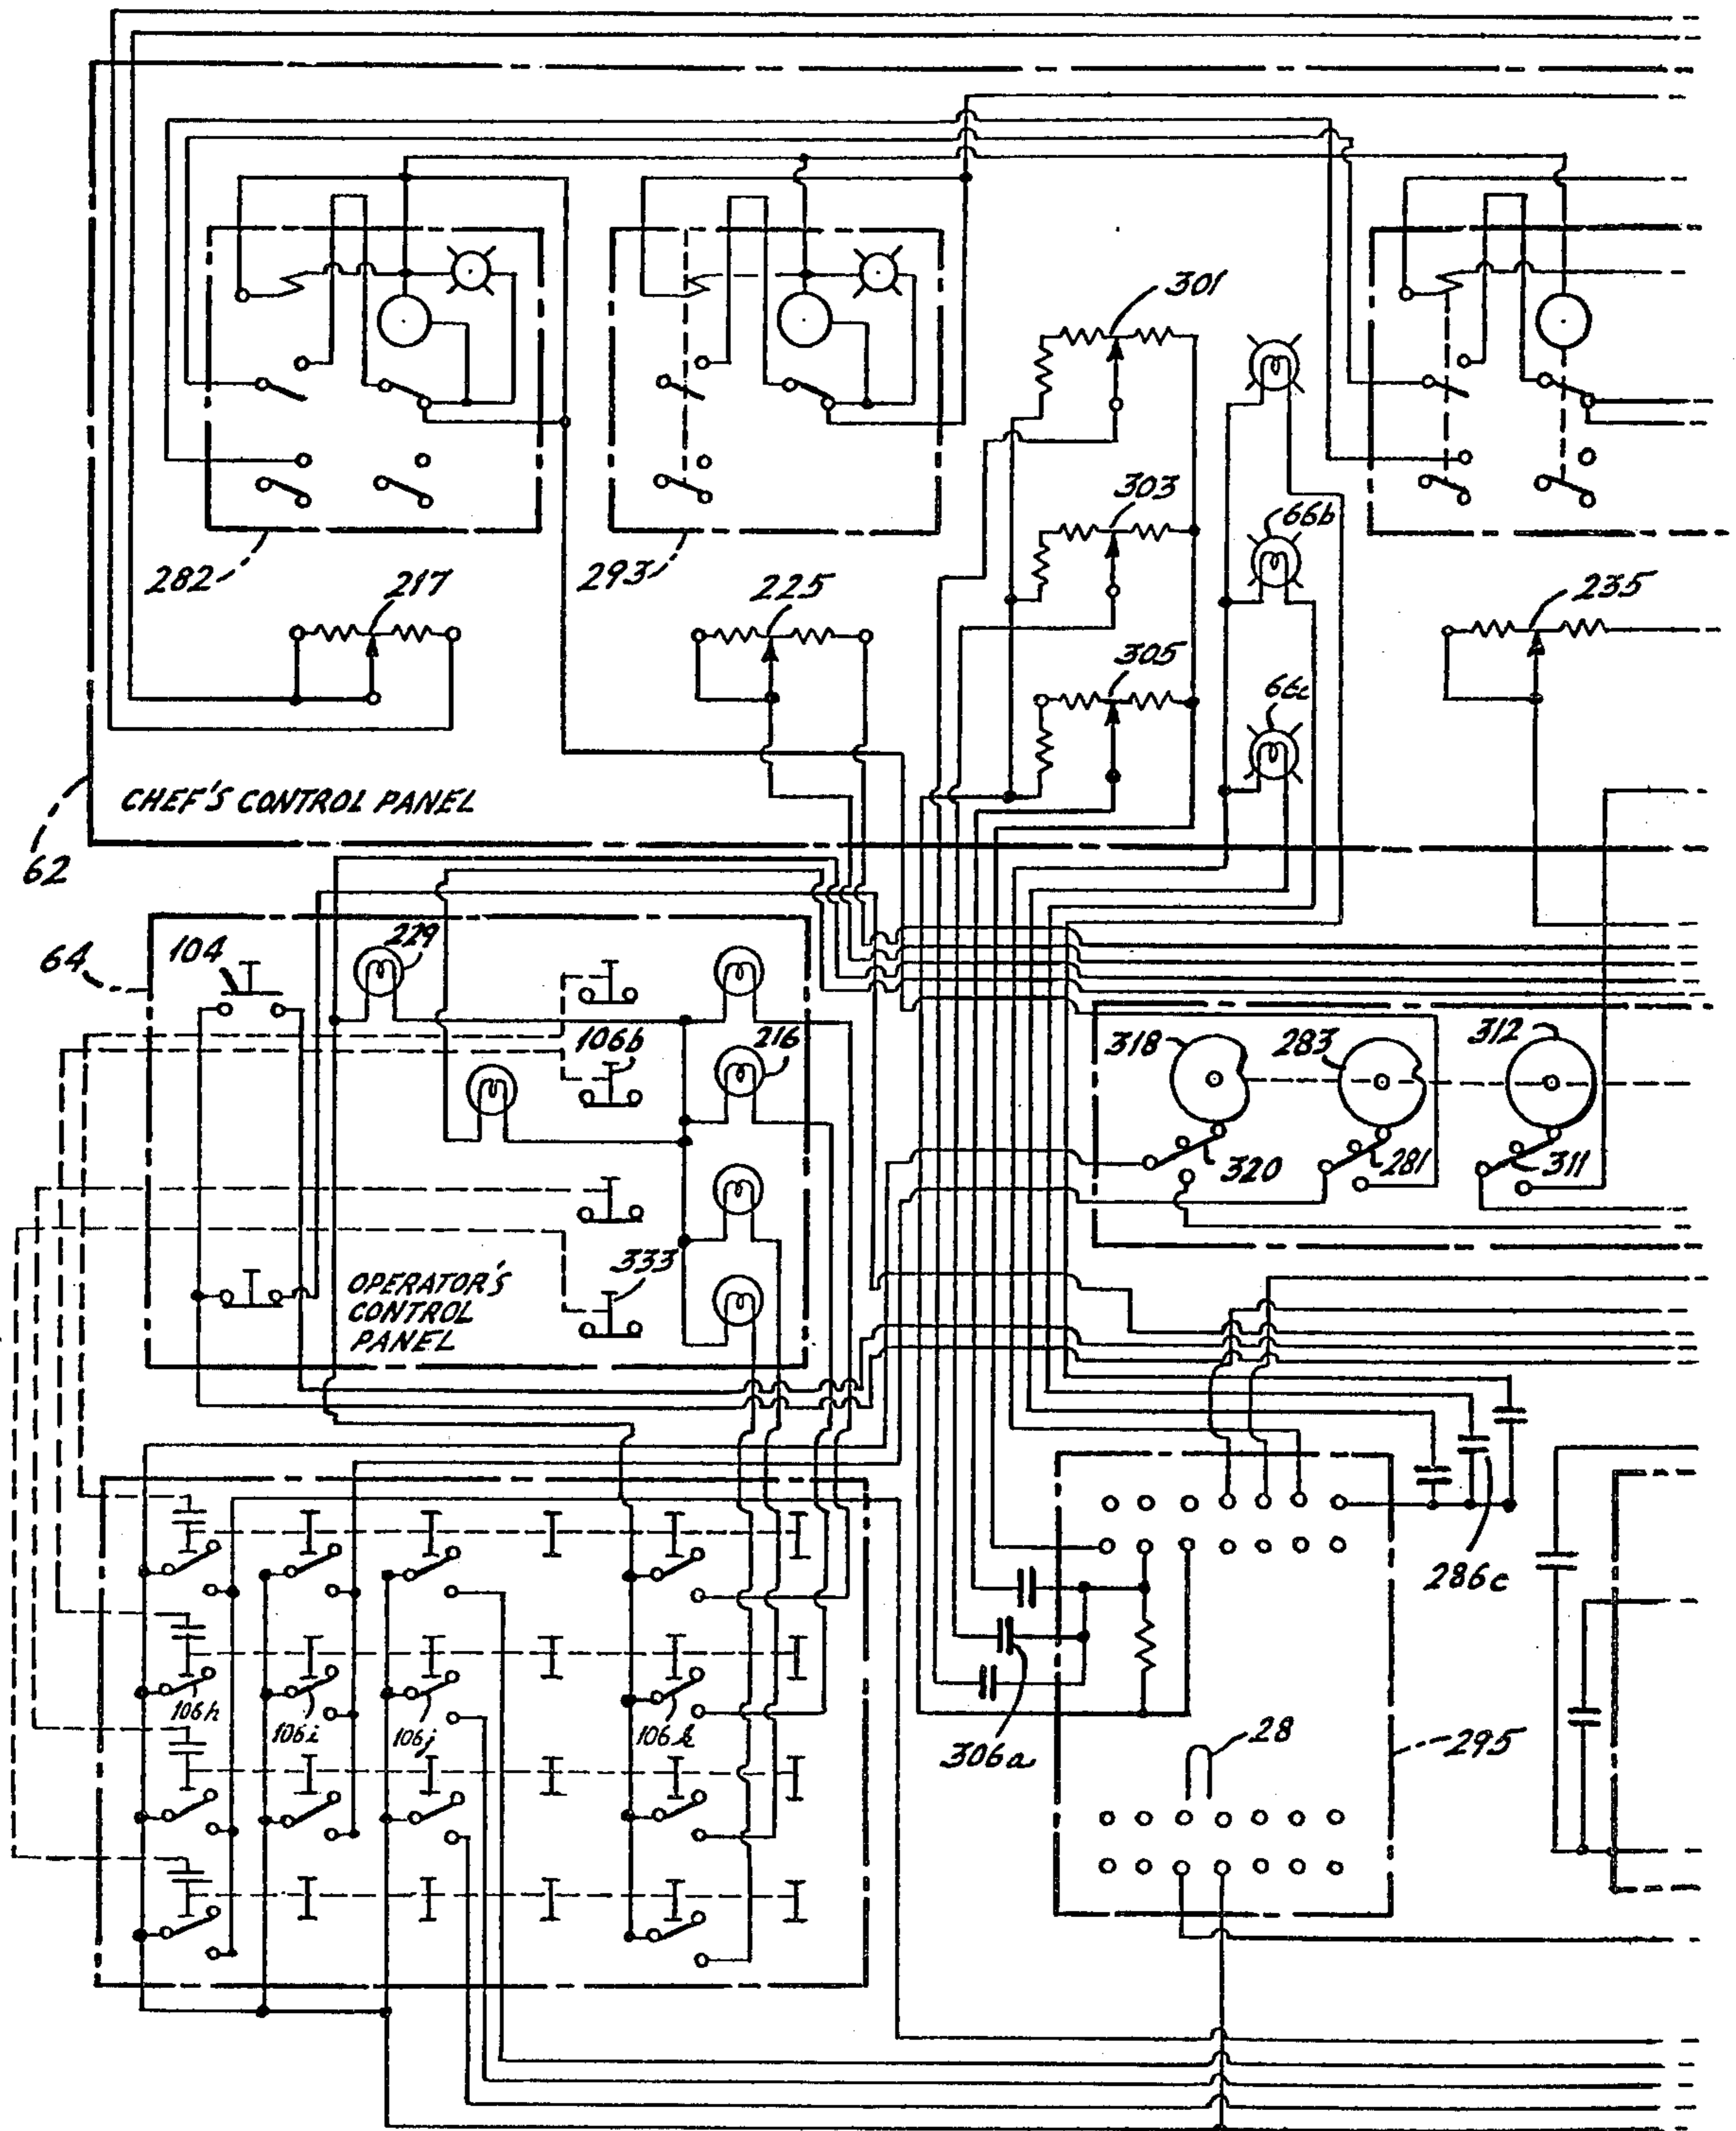 301
303
66b
282
217
293
225
235
305
66c
CHEF'S CONTROL PANEL
62
229
64
104
106b
216
318
283
312
320
281
311
333
OPERATOR'S
CONTROL
PANEL
286c
106h
106i
106j
106k
306a
28
295